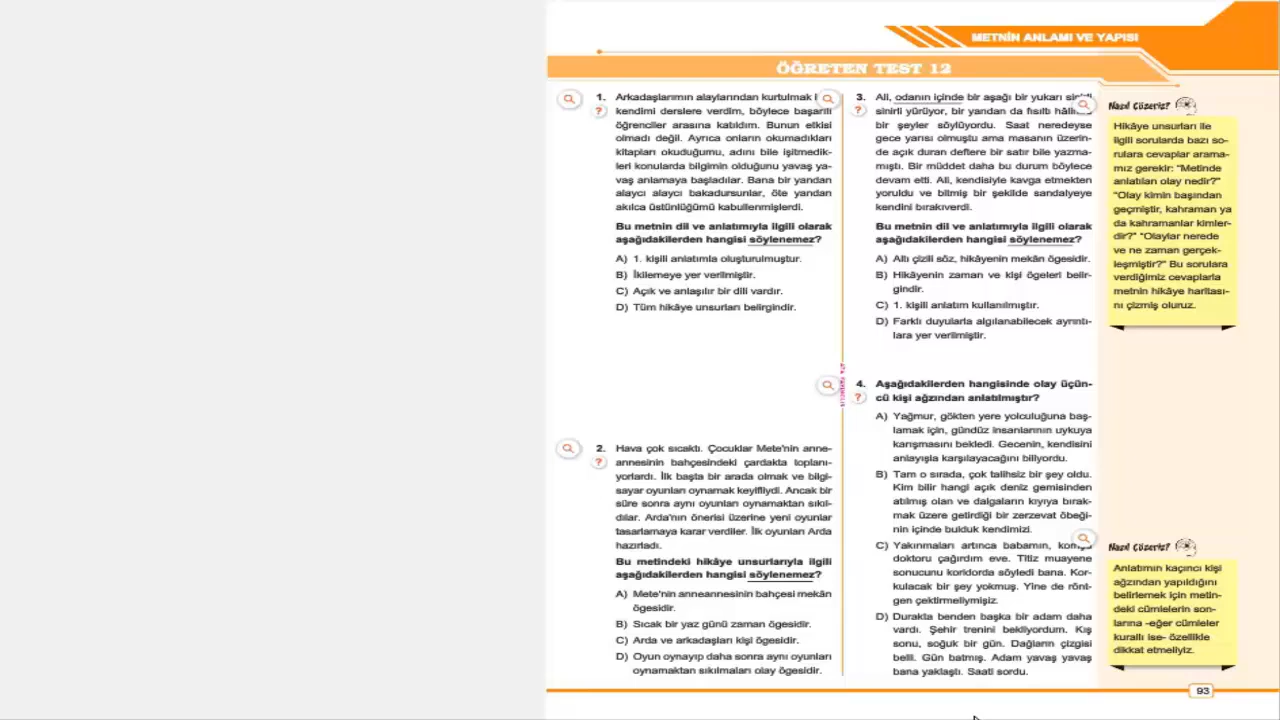 METNİN ANLAMI VE YAPISI
ÖĞRETEN TEST 12
1. Arkadaşlarımın alaylarından kurtulmak
kendimi derslere verdim, böylece başarılı
öğrenciler arasına katıldım. Bunun etkisi
olmadı değil. Ayrıca onların okumadıkları
kitapları okuduğumu, adını bile işitmedik-
leri konularda bilgimin olduğunu yavaş ya-
vaş anlamaya başladılar. Bana bir yandan
alaycı alaycı bakadursunlar, öte yandan
akılca üstünlüğümü kabullenmişlerdi.
Bu metnin dil ve anlatımıyla ilgili olarak
aşağıdakilerden hangisi söylenemez?
A) 1. kişili anlatımla oluşturulmuştur.
B) İkilemeye yer verilmiştir.
C) Açık ve anlaşılır bir dili vardır.
D) Tüm hikâye unsurları belirgindir.
2. Hava çok sıcaktı. Çocuklar Mete'nin anne-
annesinin bahçesindeki çardakta toplanı-
yorlardı. İlk başta bir arada olmak ve bilgi-
sayar oyunları oynamak keyifliydi. Ancak bir
süre sonra aynı oyunları oynamaktan sıkıl-
dılar. Arda'nın önerisi üzerine yeni oyunlar
tasarlamaya karar verdiler. İlk oyunları Arda
hazırladı.
Bu metindeki hikâye unsurlarıyla ilgili
aşağıdakilerden hangisi söylenemez?
A) Mete'nin anneannesinin bahçesi mekân
ögesidir.
B) Sıcak bir yaz günü zaman ögesidir.
C) Arda ve arkadaşları kişi ögesidir.
D) Oyun oynayıp daha sonra aynı oyunları
oynamaktan sıkılmaları olay ögesidir.
3. Ali, odanın içinde bir aşağı bir yukarı sinirli
sinirli yürüyor, bir yandan da fısıltı hâlinde
bir şeyler söylüyordu. Saat neredeyse
gece yarısı olmuştu ama masanın üzerin-
de açık duran deftere bir satır bile yazma-
mıştı. Bir müddet daha bu durum böylece
devam etti. Ali, kendisiyle kavga etmekten
yoruldu ve bitmiş bir şekilde sandalyeye
kendini bırakıverdi.
Bu metnin dil ve anlatımıyla ilgili olarak
aşağıdakilerden hangisi söylenemez?
A) Altı çizili söz, hikâyenin mekân ögesidir.
B) Hikâyenin zaman ve kişi ögeleri belir-
gindir.
C) 1. kişili anlatım kullanılmıştır.
D) Farklı duyularla algılanabilecek ayrıntı-
lara yer verilmiştir.
4. Aşağıdakilerden hangisinde olay üçün-
cü kişi ağzından anlatılmıştır?
A) Yağmur, gökten yere yolculuğuna baş-
lamak için, gündüz insanlarının uykuya
karışmasını bekledi. Gecenin, kendisini
anlayışla karşılayacağını biliyordu.
B) Tam o sırada, çok talihsiz bir şey oldu.
Kim bilir hangi açık deniz gemisinden
atılmış olan ve dalgaların kıyıya bırak-
mak üzere getirdiği bir zerzevat öbeği-
nin içinde bulduk kendimizi.
C) Yakınmaları artınca babamın, komşu
doktoru çağırdım eve. Titiz muayene
sonucunu koridorda söyledi bana. Kor-
kulacak bir şey yokmuş. Yine de rönt-
gen çektirmeliymişiz.
D) Durakta benden başka bir adam daha
vardı. Şehir trenini bekliyordum. Kış
sonu, soğuk bir gün. Dağların çizgisi
belli. Gün batmış. Adam yavaş yavaş
bana yaklaştı. Saati sordu.
Nasıl Çözeriz?
Hikâye unsurları ile
ilgili sorularda bazı so-
rulara cevaplar arama-
mız gerekir: "Metinde
anlatılan olay nedir?"
"Olay kimin başından
geçmiştir, kahraman ya
da kahramanlar kimler-
dir?" "Olaylar nerede
ve ne zaman gerçek-
leşmiştir?" Bu sorulara
verdiğimiz cevaplarla
metnin hikâye haritası-
nı çizmiş oluruz.
Nasıl Çözeriz?
Anlatımın kaçıncı kişi
ağzından yapıldığını
belirlemek için metin-
deki cümlelerin son-
larına -eğer cümleler
kurallı ise- özellikle
dikkat etmeliyiz.
93